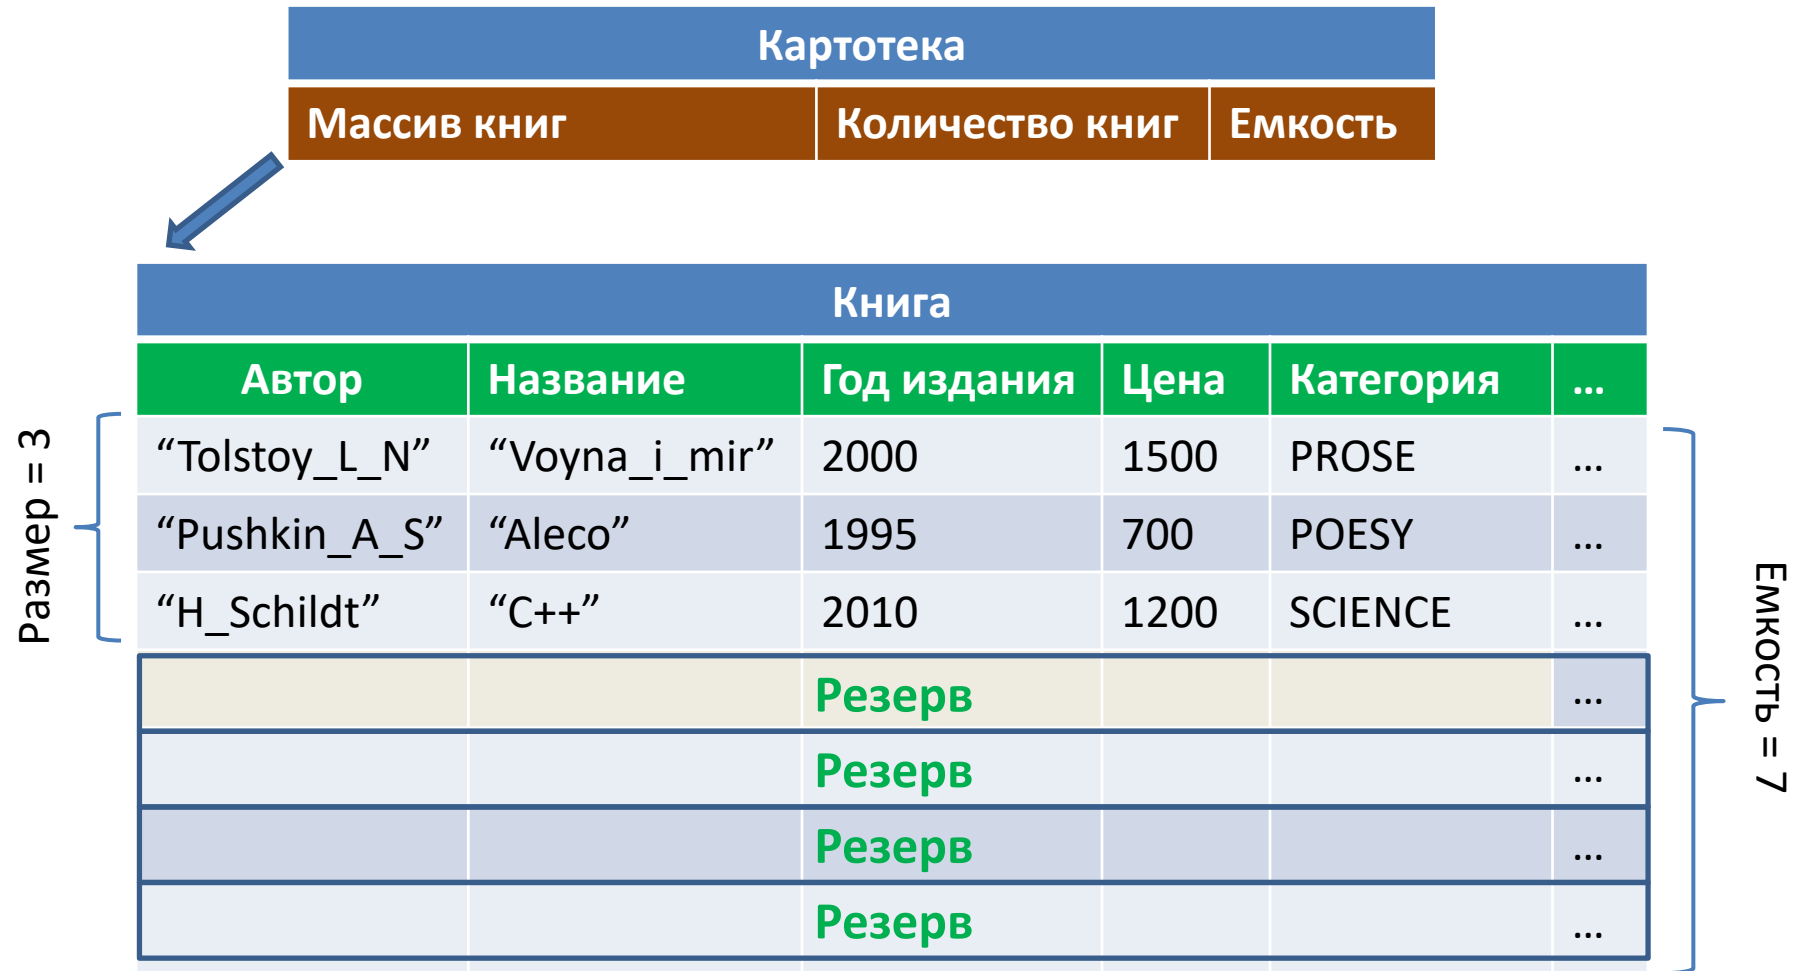 Картотека
Массив книг Количество книг Емкость
Книга
Автор Название Год издания Цена Категория ...
“Tolstoy_L_N” “Voyna_i_mir” 2000 1500 PROSE ...
“Pushkin_A_S” “Aleco” 1995 700 POESY ...
“H_Schildt” “C++” 2010 1200 SCIENCE ...
Резерв ...
Резерв ...
Резерв ...
Резерв ...
Размер = 3
Емкость = 7